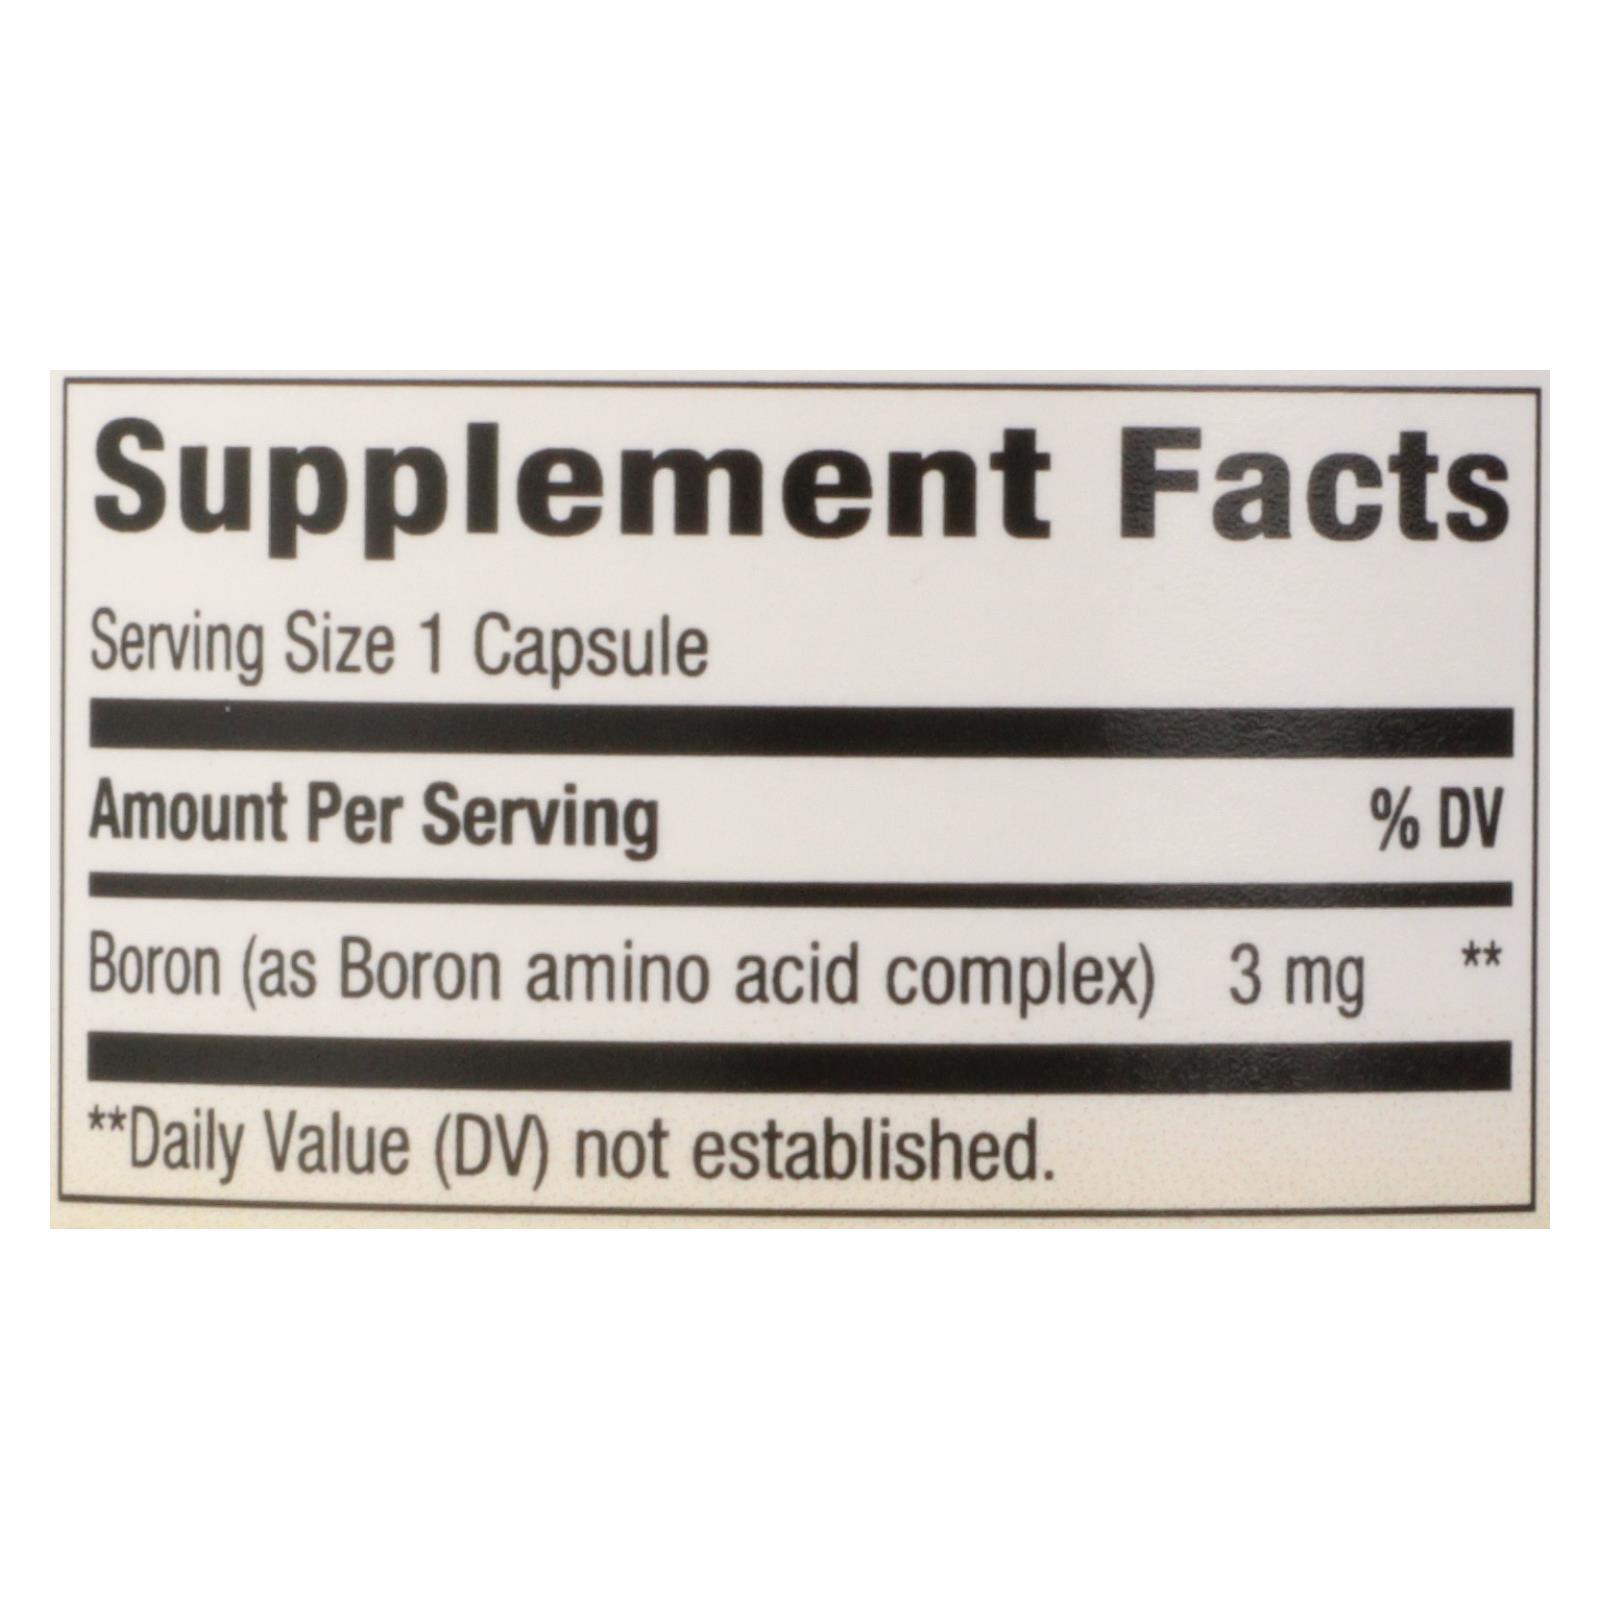 Supplement Facts
Serving Size 1 Capsule
Amount Per Serving % DV
Boron (as Boron amino acid complex) 3 mg **
**Daily Value (DV) not established.